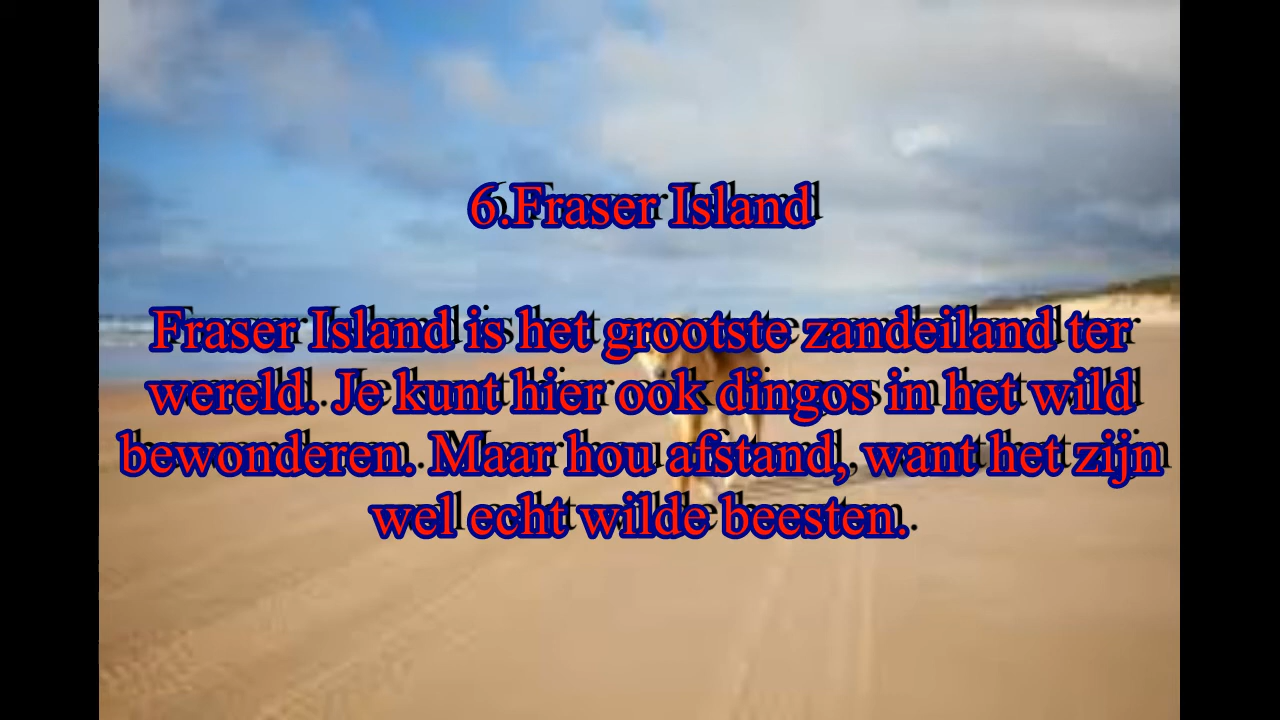 6.Fraser Island
Fraser Island is het grootste zandeiland ter
wereld. Je kunt hier ook dingos in het wild
bewonderen. Maar hou afstand, want het zijn
wel echt wilde beesten.